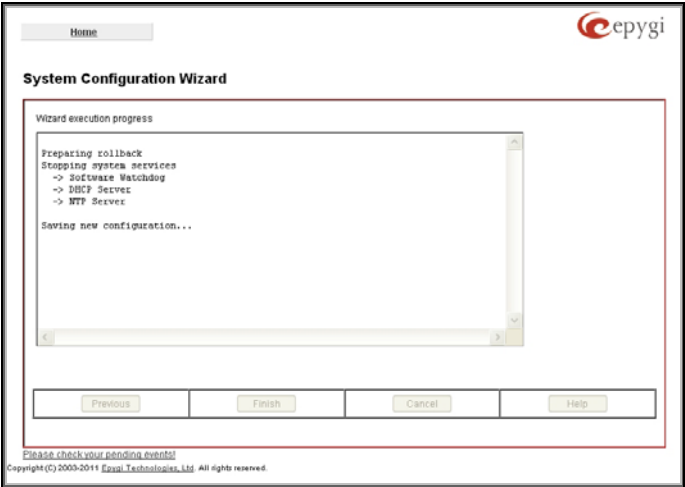 Home
epygi
System Configuration Wizard
Wizard execution progress
Preparing rollback
Stopping system services
-> Software Watchdog
-> DHCP Server
-> NTP Server
Saving new configuration...
Previous
Finish
Cancel
Help
Please check your pending events!
Copyright (C) 2003-2011 Epygi Technologies, Ltd. All rights reserved.